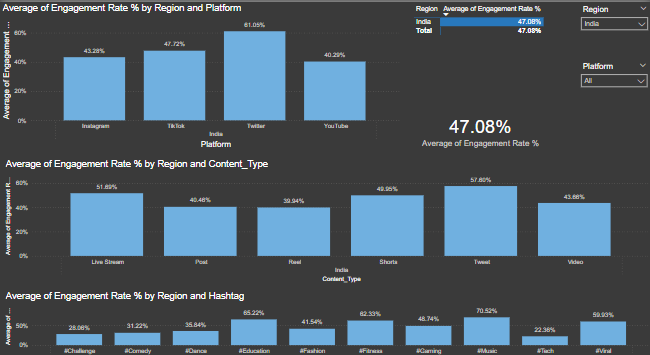 Average of Engagement Rate % by Region and Platform
Average of Engagement ...
60%
40%
20%
0%
43.28%
47.72%
61.05%
40.29%
Instagram
TikTok
Twitter
YouTube
India
Platform
Region Average of Engagement Rate %
India 47.08%
Total 47.08%
Region
India
Platform
All
47.08%
Average of Engagement Rate %
Average of Engagement Rate % by Region and Content_Type
Average of Engagement R...
60%
40%
20%
0%
51.69%
40.46%
39.94%
49.95%
57.60%
43.66%
Live Stream
Post
Reel
Shorts
Tweet
Video
India
Content_Type
Average of Engagement Rate % by Region and Hashtag
Average of ...
50%
0%
28.06%
31.22%
35.84%
65.22%
41.54%
62.33%
48.74%
70.52%
22.36%
59.93%
#Challenge
#Comedy
#Dance
#Education
#Fashion
#Fitness
#Gaming
#Music
#Tech
#Viral